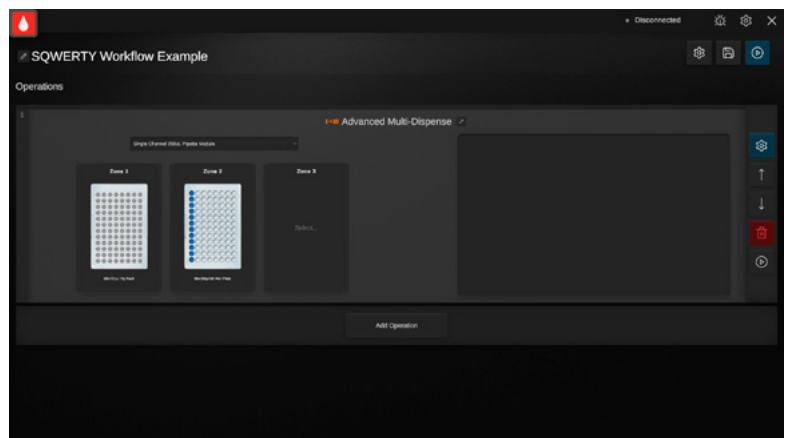 Disconnected
SQWERTY Workflow Example
Operations
1
Advanced Multi-Dispense
Single Channel 200uL Pipette Module
Zone 1
Zone 2
Zone 3
Select...
Add Operation